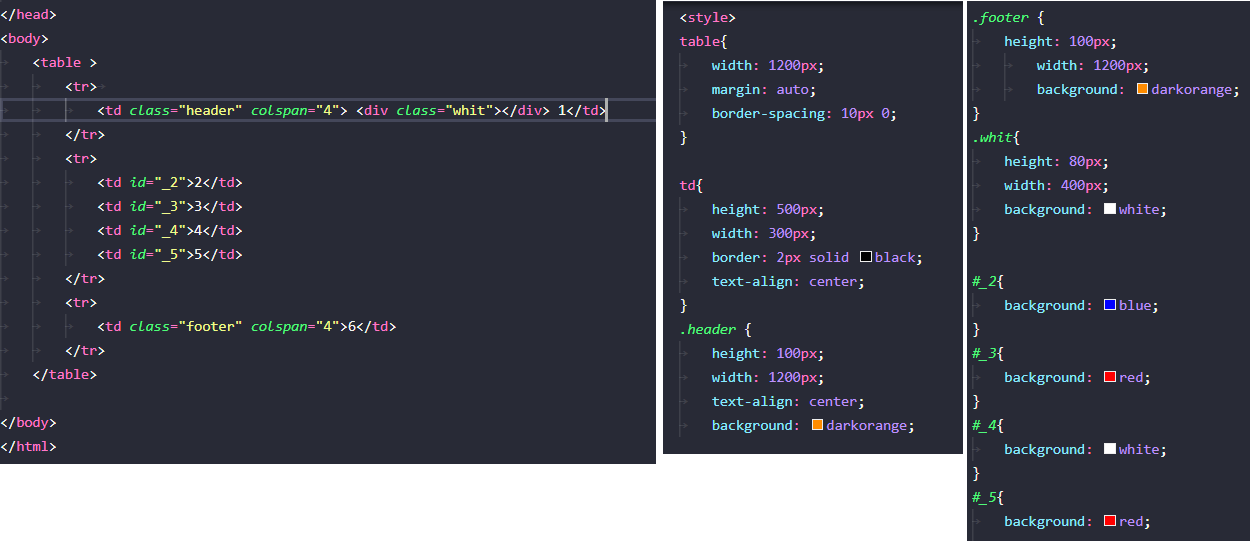 </head>
<body>
<table >
<tr>
<td class="header" colspan="4"> <div class="whit"></div> 1</td>
</tr>
<tr>
<td id="_2">2</td>
<td id="_3">3</td>
<td id="_4">4</td>
<td id="_5">5</td>
</tr>
<tr>
<td class="footer" colspan="4">6</td>
</tr>
</table>
</body>
</html>
<style>
table{
width: 1200px;
margin: auto;
border-spacing: 10px 0;
}
td{
height: 500px;
width: 300px;
border: 2px solid black;
text-align: center;
}
.header {
height: 100px;
width: 1200px;
text-align: center;
background: darkorange;
.footer {
height: 100px;
width: 1200px;
background: darkorange;
}
.whit{
height: 80px;
width: 400px;
background: white;
}
#_2{
background: blue;
}
#_3{
background: red;
}
#_4{
background: white;
}
#_5{
background: red;